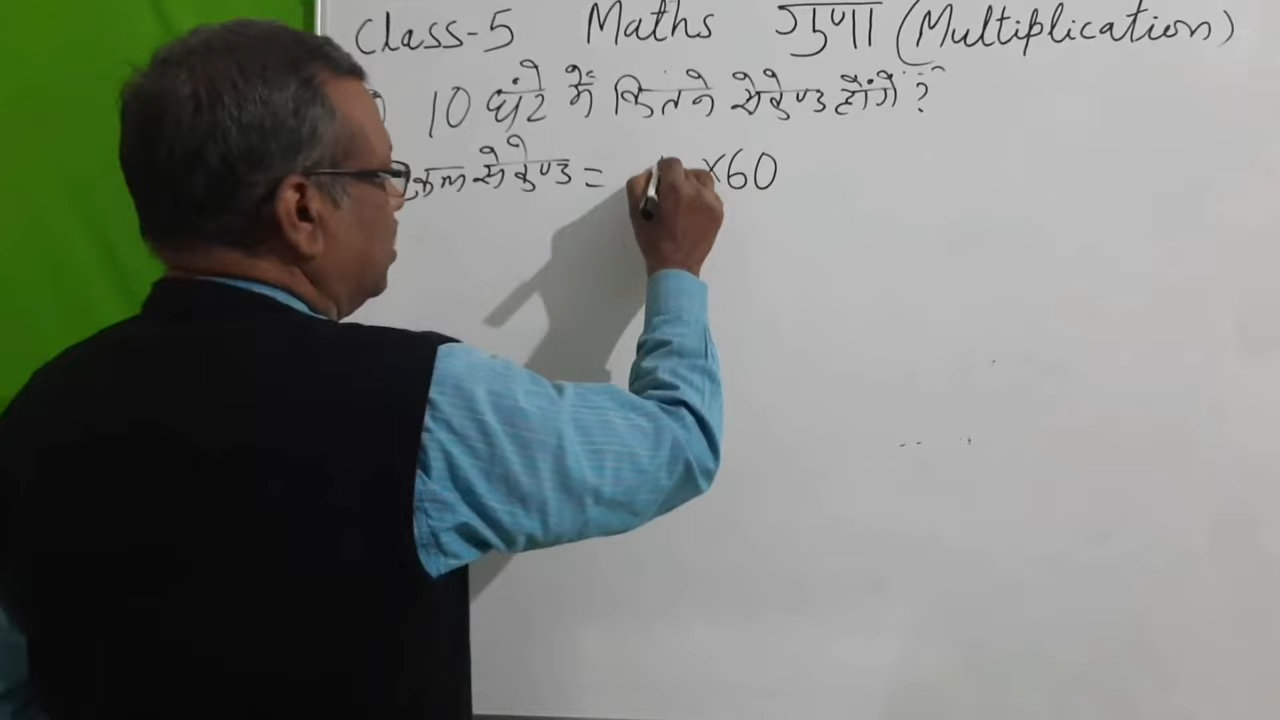 Class-5 Maths गुणा (Multiplication)
10 घंटे में कितने सेकेण्ड होंगे ?
कुल सेकेण्ड = ×60